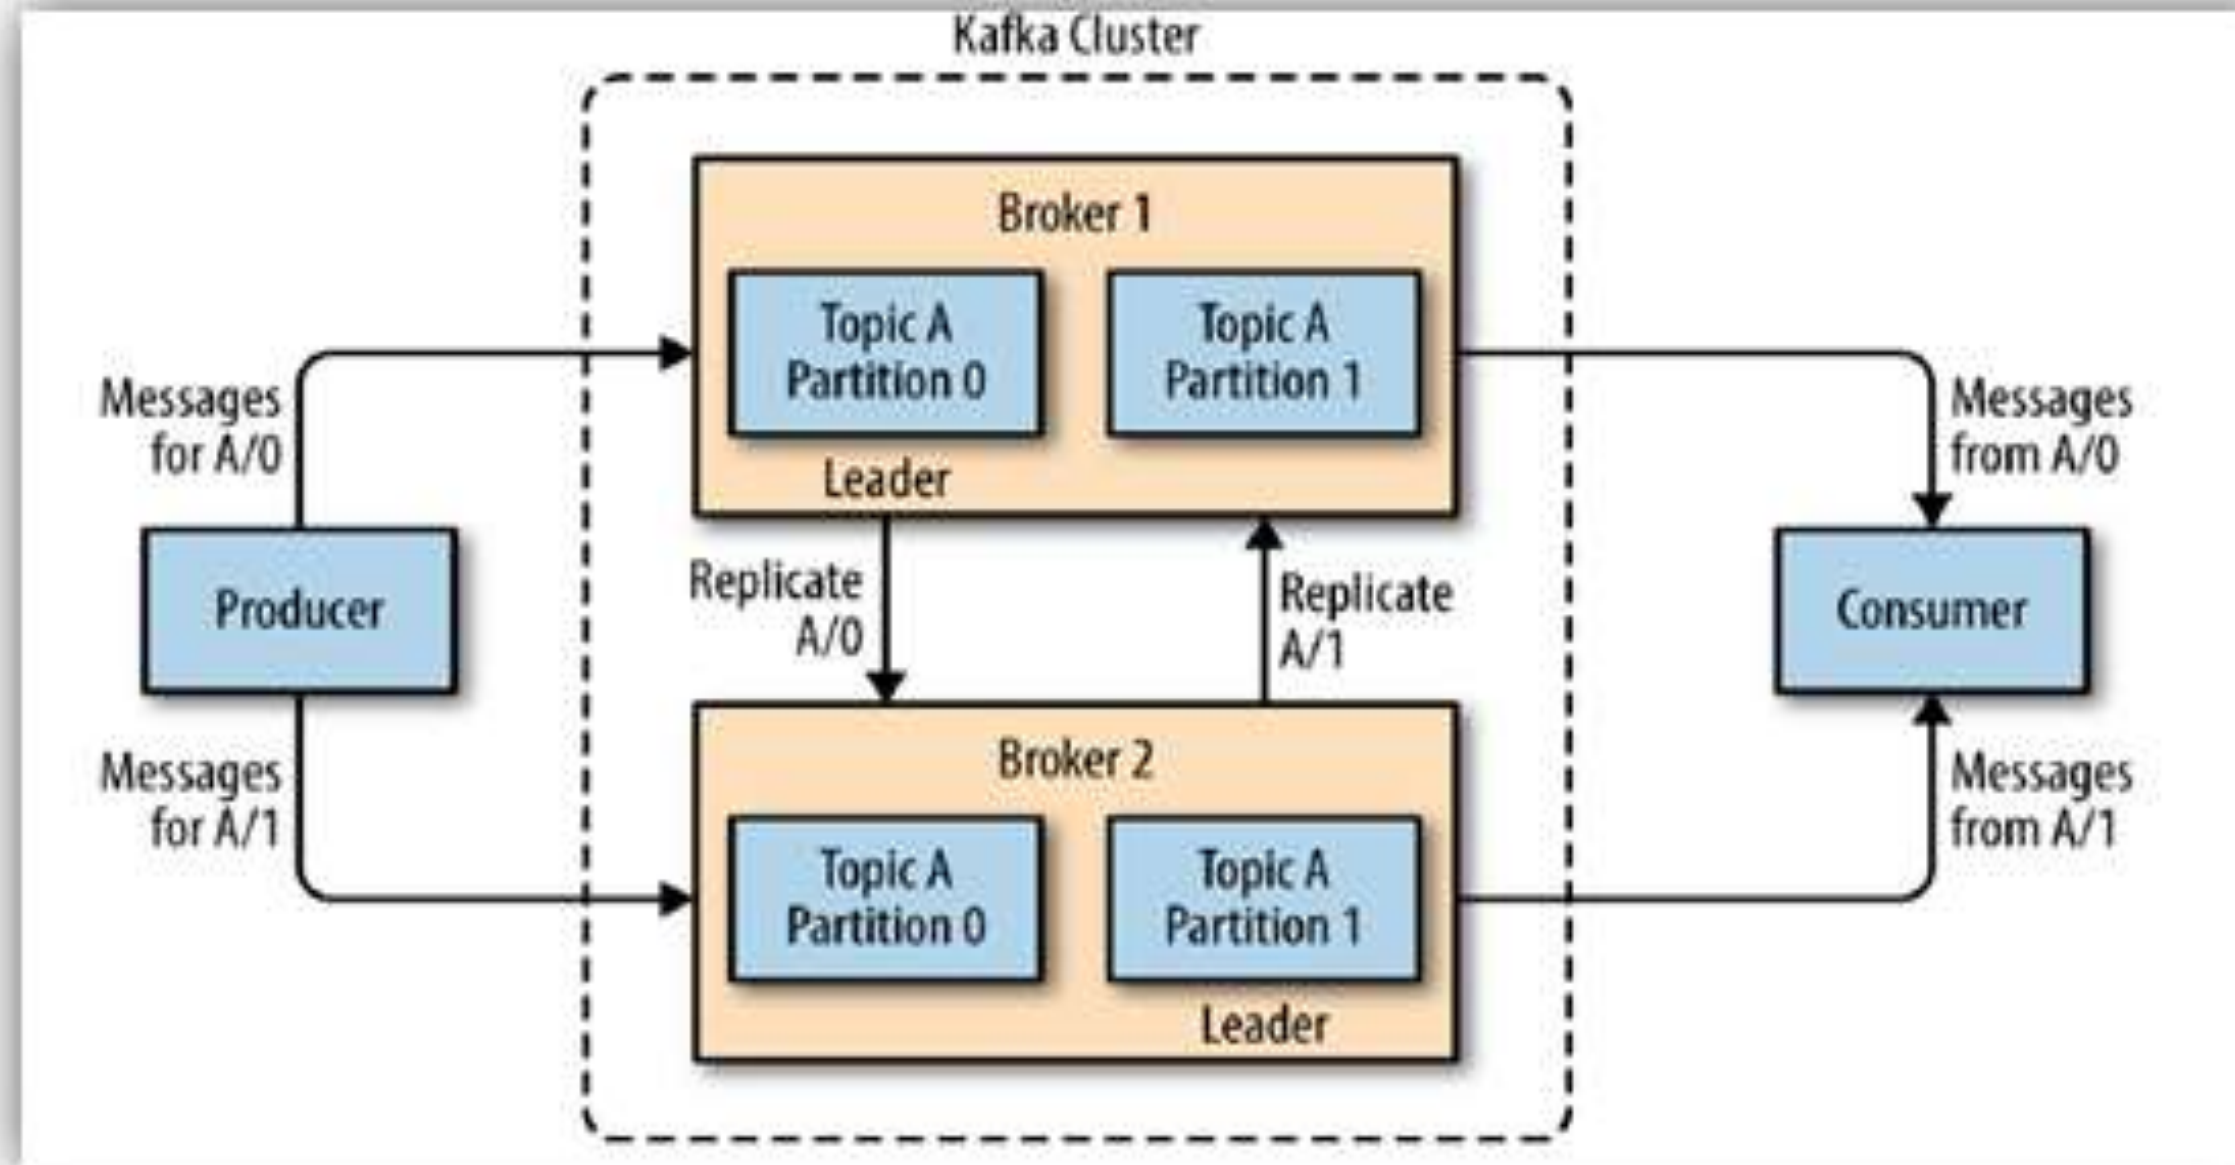 Kafka Cluster
Broker 1
Topic A
Partition 0
Topic A
Partition 1
Leader
Messages
for A/0
Messages
from A/0
Producer
Replicate
A/0
Replicate
A/1
Consumer
Messages
for A/1
Messages
from A/1
Broker 2
Topic A
Partition 0
Topic A
Partition 1
Leader